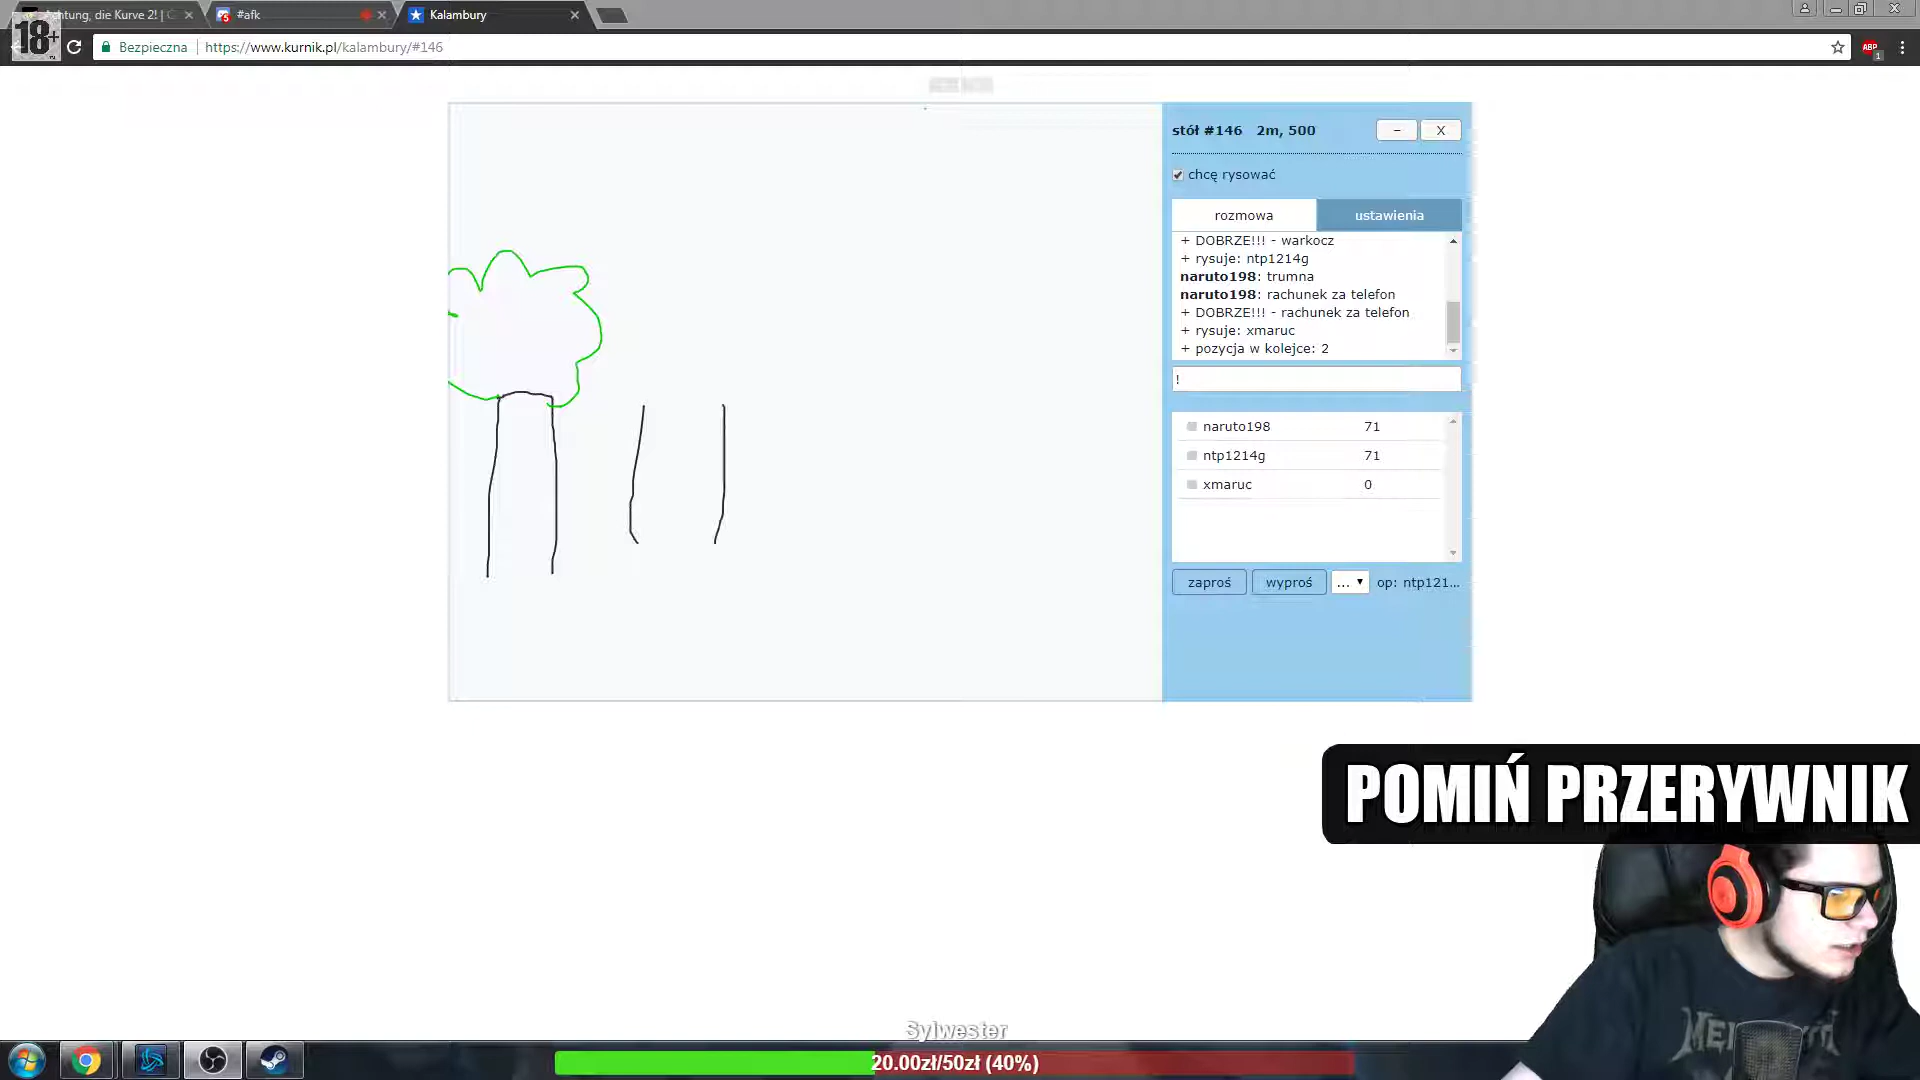 Achtung, die Kurve 2! |
#afk
Kalambury
18+
Bezpieczna
https://www.kurnik.pl/kalambury/#146
ABP
1
5
stół #146 2m, 500
–
X
chcę rysować
rozmowa
ustawienia
+ DOBRZE!!! - warkocz
+ rysuje: ntp1214g
naruto198: trumna
naruto198: rachunek za telefon
+ DOBRZE!!! - rachunek za telefon
+ rysuje: xmaruc
+ pozycja w kolejce: 2
!
naruto198 71
ntp1214g 71
xmaruc 0
zaproś
wyproś
...
op: ntp121...
POMIŃ PRZERYWNIK
Sylwester
20.00zł/50zł (40%)